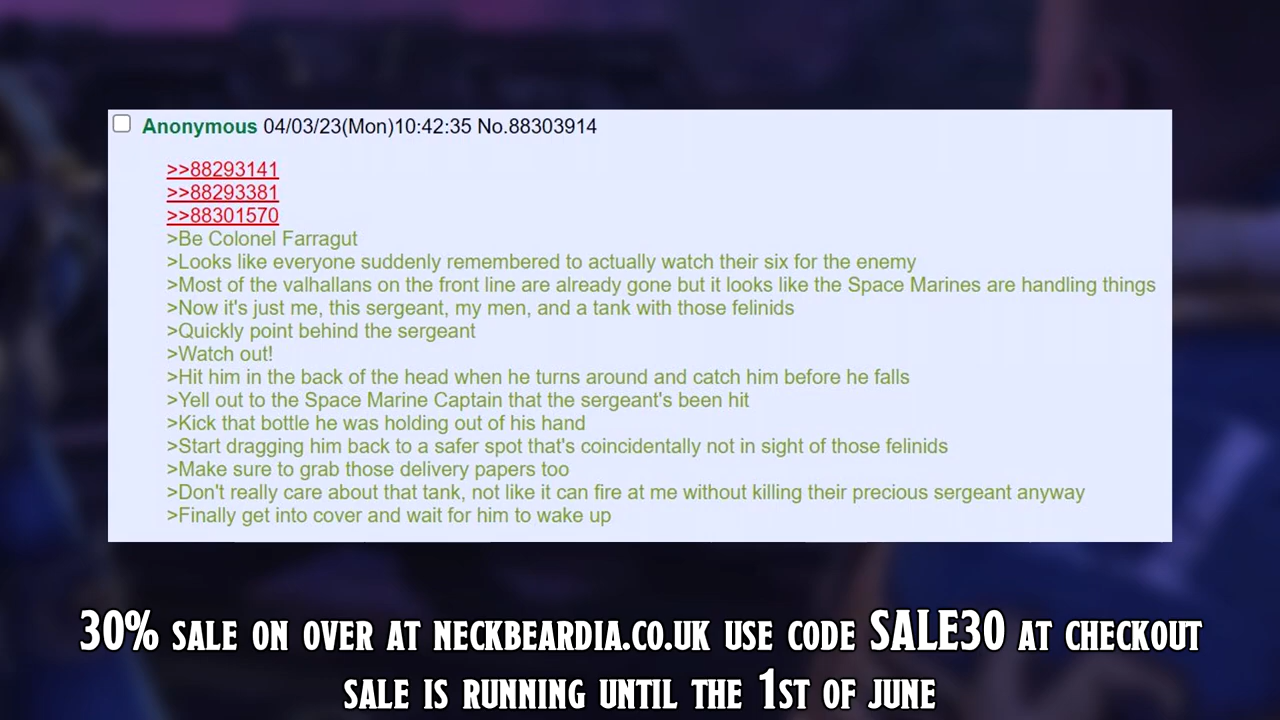 Anonymous 04/03/23(Mon)10:42:35 No.88303914
>>88293141
>>88293381
>>88301570
>Be Colonel Farragut
>Looks like everyone suddenly remembered to actually watch their six for the enemy
>Most of the valhallans on the front line are already gone but it looks like the Space Marines are handling things
>Now it's just me, this sergeant, my men, and a tank with those felinids
>Quickly point behind the sergeant
>Watch out!
>Hit him in the back of the head when he turns around and catch him before he falls
>Yell out to the Space Marine Captain that the sergeant's been hit
>Kick that bottle he was holding out of his hand
>Start dragging him back to a safer spot that's coincidentally not in sight of those felinids
>Make sure to grab those delivery papers too
>Don't really care about that tank, not like it can fire at me without killing their precious sergeant anyway
>Finally get into cover and wait for him to wake up
30% SALE ON OVER AT NECKBEARDIA.CO.UK USE CODE SALE30 AT CHECKOUT
SALE IS RUNNING UNTIL THE 1ST OF JUNE